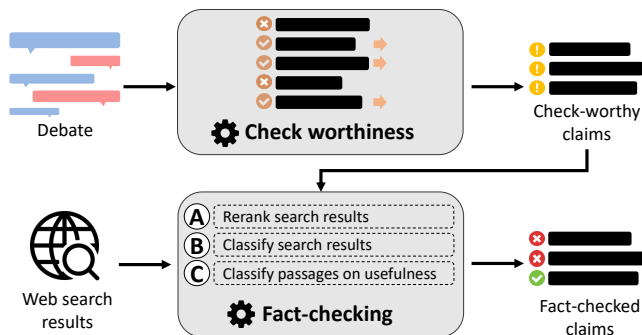 Debate
Check worthiness
Check-worthy
claims
A Rerank search results
B Classify search results
C Classify passages on usefulness
Web search
results
Fact-checking
Fact-checked
claims